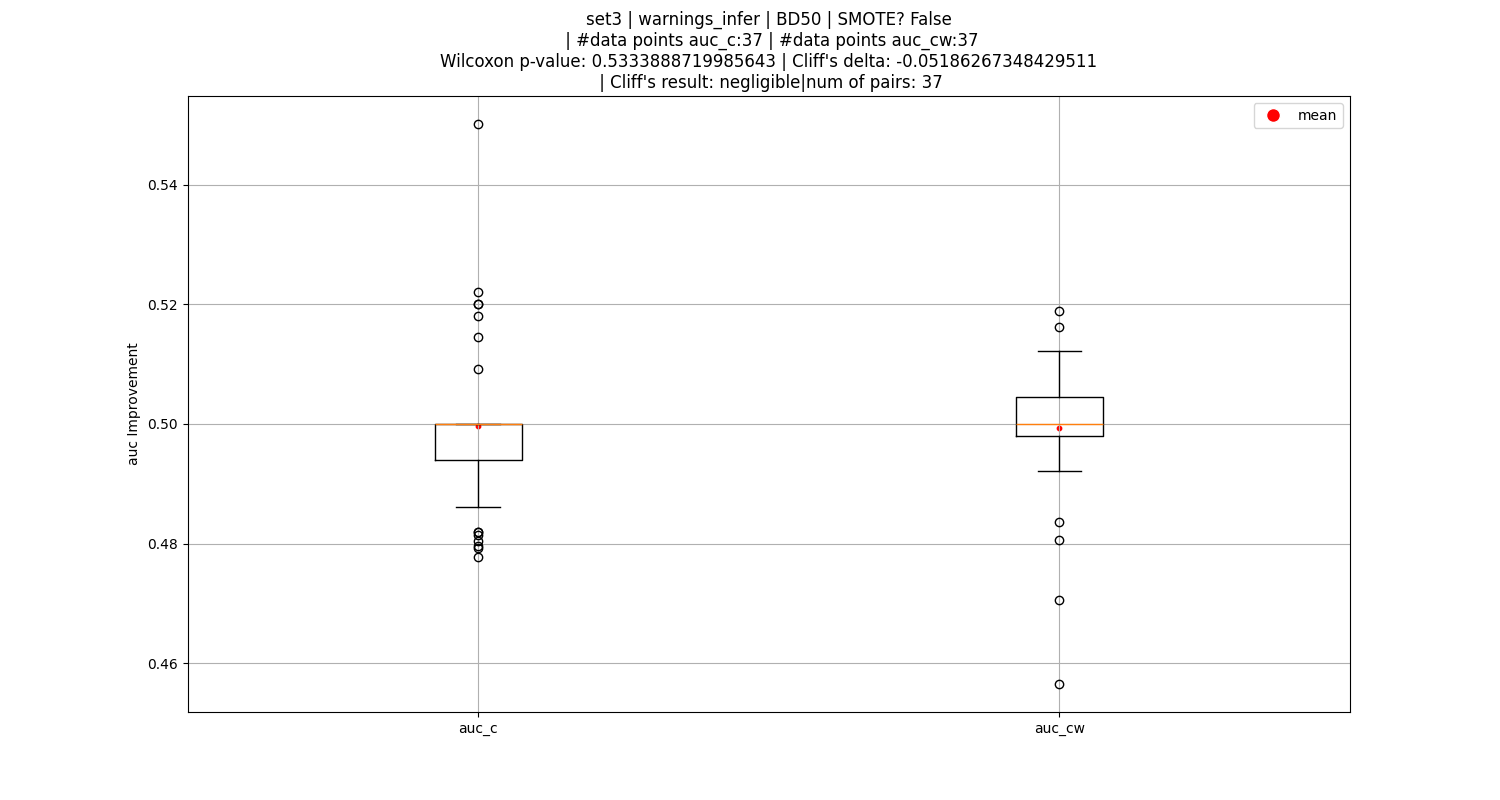 set3 | warnings_infer | BD50 | SMOTE? False
| #data points auc_c:37 | #data points auc_cw:37
Wilcoxon p-value: 0.5333888719985643 | Cliff's delta: -0.05186267348429511
| Cliff's result: negligible|num of pairs: 37
mean
0.54
0.52
0.50
0.48
0.46
auc Improvement
auc_c
auc_cw